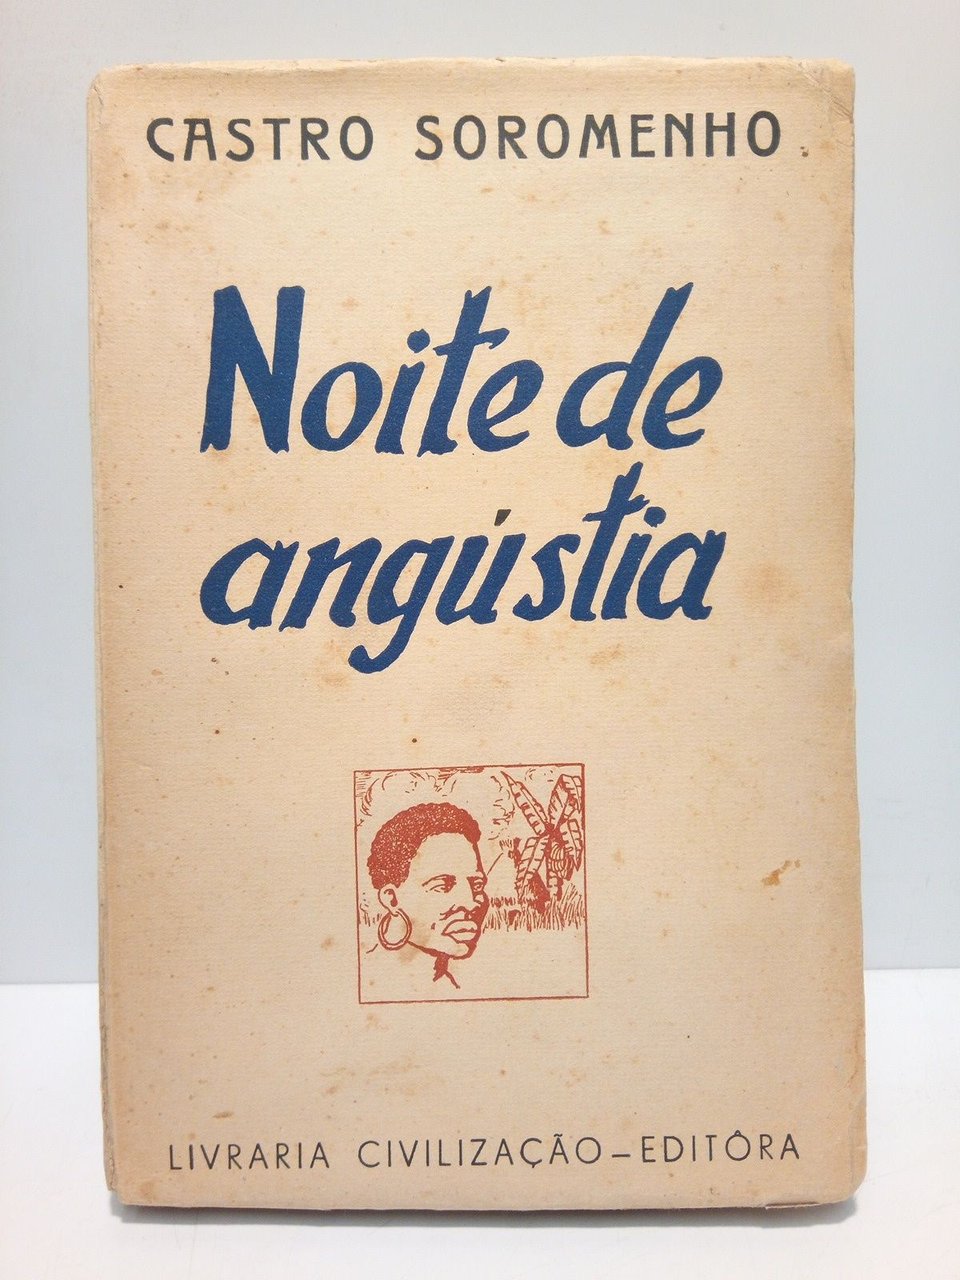 CASTRO SOROMENHO
Noite de
angústia
LIVRARIA CIVILIZAÇÃO–EDITÔRA